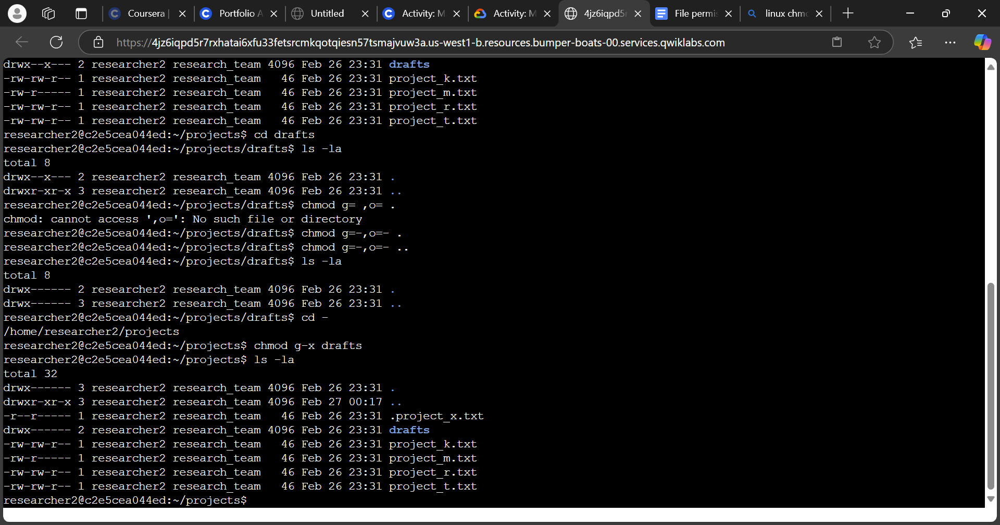 Coursera |
Portfolio A
Untitled
Activity: M
Activity: M
4jz6iqpd5r
File permis
linux chmo
https://4jz6iqpd5r7rxhatai6xfu33fetsrcmkqotqiesn57tsmajvuw3a.us-west1-b.resources.bumper-boats-00.services.qwiklabs.com
drwx--x--- 2 researcher2 research_team 4096 Feb 26 23:31 drafts
-rw-rw-r-- 1 researcher2 research_team   46 Feb 26 23:31 project_k.txt
-rw-r----- 1 researcher2 research_team   46 Feb 26 23:31 project_m.txt
-rw-rw-r-- 1 researcher2 research_team   46 Feb 26 23:31 project_r.txt
-rw-rw-r-- 1 researcher2 research_team   46 Feb 26 23:31 project_t.txt
researcher2@c2e5cea044ed:~/projects$ cd drafts
researcher2@c2e5cea044ed:~/projects/drafts$ ls -la
total 8
drwx--x--- 2 researcher2 research_team 4096 Feb 26 23:31 .
drwxr-xr-x 3 researcher2 research_team 4096 Feb 26 23:31 ..
researcher2@c2e5cea044ed:~/projects/drafts$ chmod g= ,o= .
chmod: cannot access ',o=': No such file or directory
researcher2@c2e5cea044ed:~/projects/drafts$ chmod g=-,o=- .
researcher2@c2e5cea044ed:~/projects/drafts$ chmod g=-,o=- ..
researcher2@c2e5cea044ed:~/projects/drafts$ ls -la
total 8
drwx------ 2 researcher2 research_team 4096 Feb 26 23:31 .
drwx------ 3 researcher2 research_team 4096 Feb 26 23:31 ..
researcher2@c2e5cea044ed:~/projects/drafts$ cd -
/home/researcher2/projects
researcher2@c2e5cea044ed:~/projects$ chmod g-x drafts
researcher2@c2e5cea044ed:~/projects$ ls -la
total 32
drwx------ 3 researcher2 research_team 4096 Feb 26 23:31 .
drwxr-xr-x 3 researcher2 research_team 4096 Feb 27 00:17 ..
-r--r----- 1 researcher2 research_team   46 Feb 26 23:31 .project_x.txt
drwx------ 2 researcher2 research_team 4096 Feb 26 23:31 drafts
-rw-rw-r-- 1 researcher2 research_team   46 Feb 26 23:31 project_k.txt
-rw-r----- 1 researcher2 research_team   46 Feb 26 23:31 project_m.txt
-rw-rw-r-- 1 researcher2 research_team   46 Feb 26 23:31 project_r.txt
-rw-rw-r-- 1 researcher2 research_team   46 Feb 26 23:31 project_t.txt
researcher2@c2e5cea044ed:~/projects$